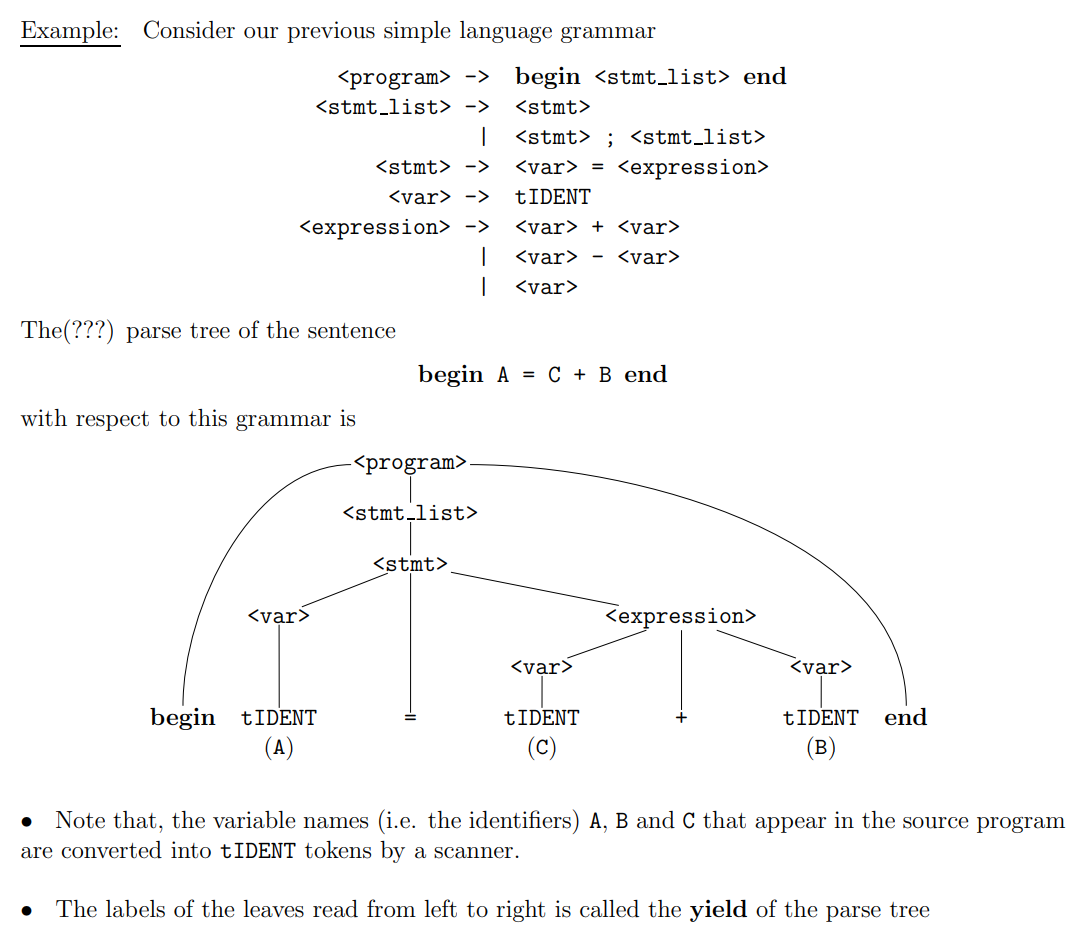 Example: Consider our previous simple language grammar
<program> -> begin <stmt_list> end
<stmt_list> -> <stmt>
| <stmt> ; <stmt_list>
<stmt> -> <var> = <expression>
<var> -> tIDENT
<expression> -> <var> + <var>
| <var> - <var>
| <var>
The(???) parse tree of the sentence
begin A = C + B end
with respect to this grammar is
<program>
<stmt_list>
<stmt>
<var> <expression>
<var> <var>
begin tIDENT = tIDENT + tIDENT end
(A) (C) (B)
• Note that, the variable names (i.e. the identifiers) A, B and C that appear in the source program
are converted into tIDENT tokens by a scanner.
• The labels of the leaves read from left to right is called the yield of the parse tree